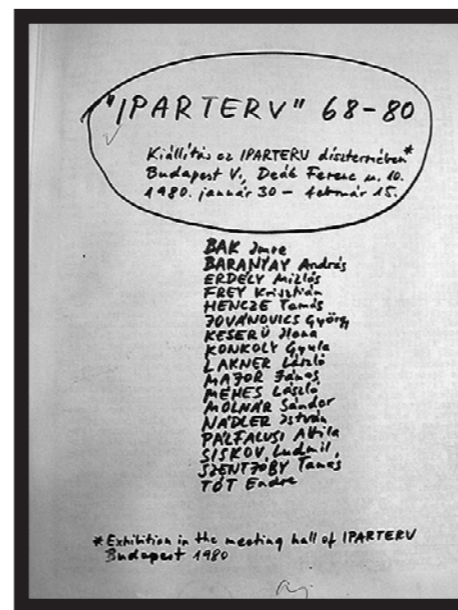 "IPARTERV" 68-80
Kiállítás az IPARTERV dísztermében*
Budapest V., Deák Ferenc u. 10.
1980. január 30 - február 15.
BAK Imre
BARANYAY András
ERDÉLY Miklós
FREY Krisztián
HENCZE Tamás
JOVÁNOVICS György
KESERÜ Ilona
KONKOLY Gyula
LAKNER László
MAJOR János
MÉHES László
MOLNÁR Sándor
NÁDLER István
PÁLFALUSI Attila
SISKOV Ludmil
SZENTJÓBY Tamás
TÓT Endre
*Exhibition in the meeting hall of IPARTERV
Budapest 1980